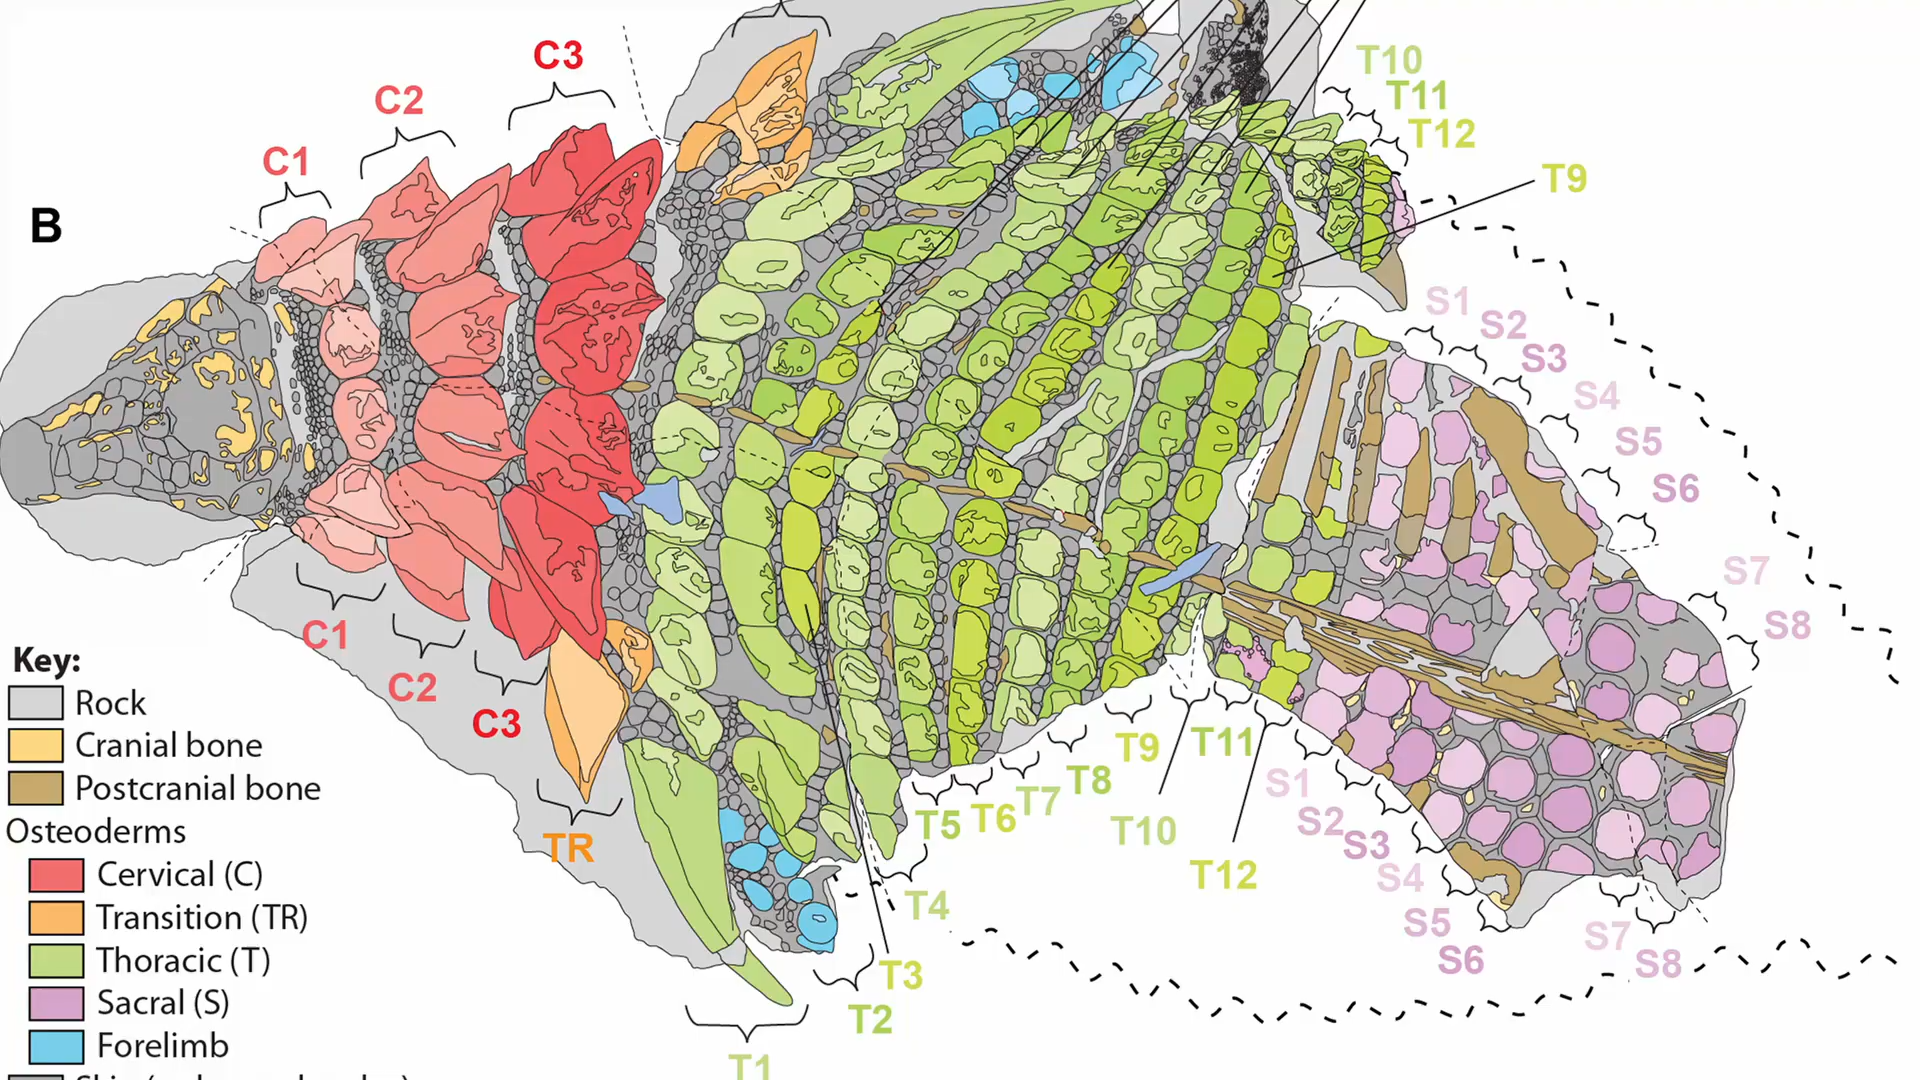 C3
C2
C1
B
T10
T11
T12
T9
S1
S2
S3
S4
S5
S6
S7
S8
C1
C2
C3
TR
T1
T2
T3
T4
T5
T6
T7
T8
T9
T10
T11
T12
S1
S2
S3
S4
S5
S6
S7
S8
Key:
Rock
Cranial bone
Postcranial bone
Osteoderms
Cervical (C)
Transition (TR)
Thoracic (T)
Sacral (S)
Forelimb